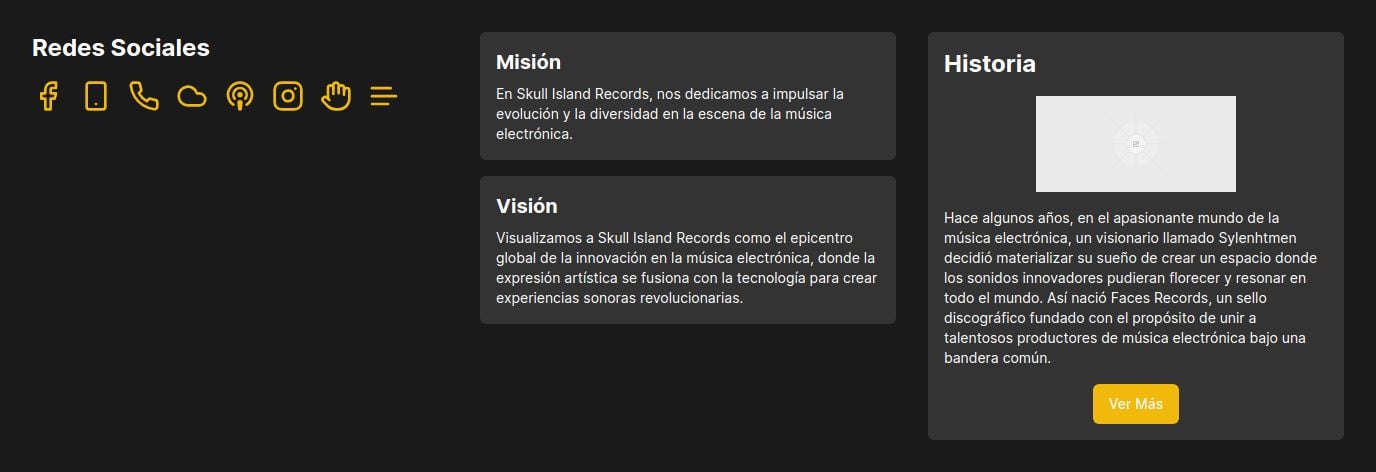 Redes Sociales
Misión
En Skull Island Records, nos dedicamos a impulsar la
evolución y la diversidad en la escena de la música
electrónica.
Visión
Visualizamos a Skull Island Records como el epicentro
global de la innovación en la música electrónica, donde la
expresión artística se fusiona con la tecnología para crear
experiencias sonoras revolucionarias.
Historia
Hace algunos años, en el apasionante mundo de la
música electrónica, un visionario llamado Sylenhtmen
decidió materializar su sueño de crear un espacio donde
los sonidos innovadores pudieran florecer y resonar en
todo el mundo. Así nació Faces Records, un sello
discográfico fundado con el propósito de unir a
talentosos productores de música electrónica bajo una
bandera común.
Ver Más